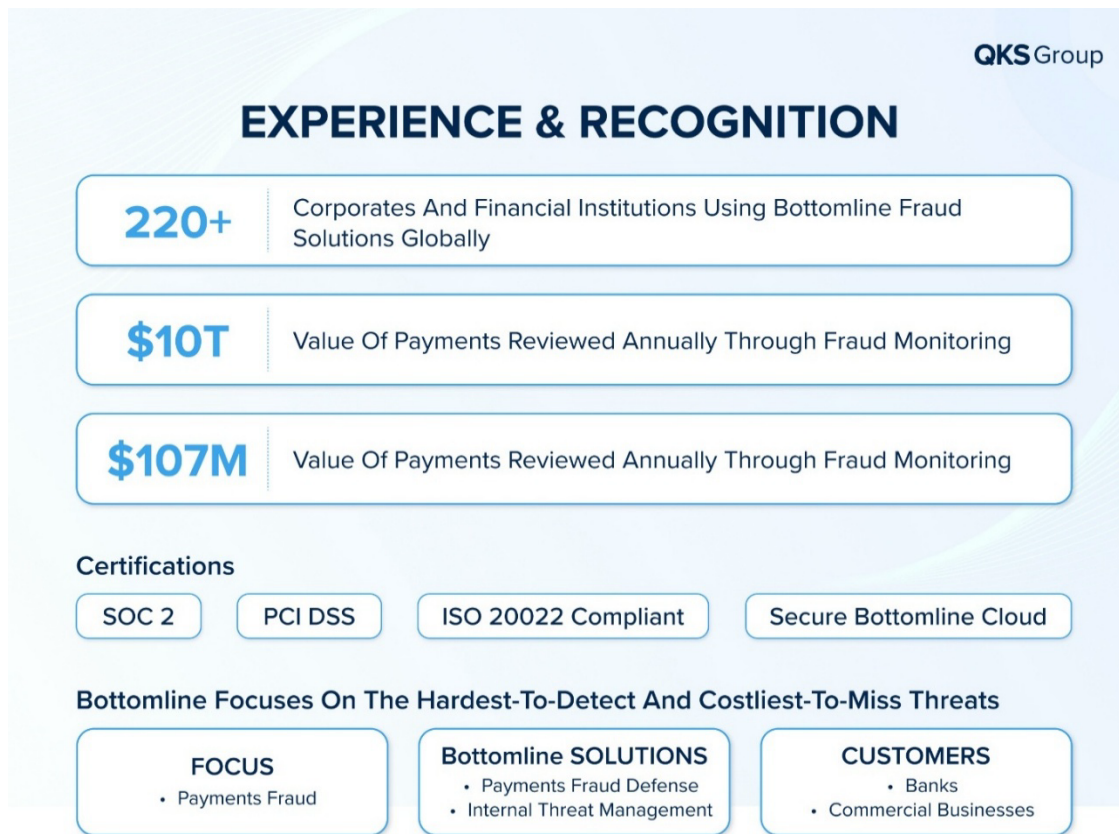 QKS Group
EXPERIENCE & RECOGNITION
220+
Corporates And Financial Institutions Using Bottomline Fraud
Solutions Globally
$10T
Value Of Payments Reviewed Annually Through Fraud Monitoring
$107M
Value Of Payments Reviewed Annually Through Fraud Monitoring
Certifications
SOC 2
PCI DSS
ISO 20022 Compliant
Secure Bottomline Cloud
Bottomline Focuses On The Hardest-To-Detect And Costliest-To-Miss Threats
FOCUS
• Payments Fraud
Bottomline SOLUTIONS
• Payments Fraud Defense
• Internal Threat Management
CUSTOMERS
• Banks
• Commercial Businesses